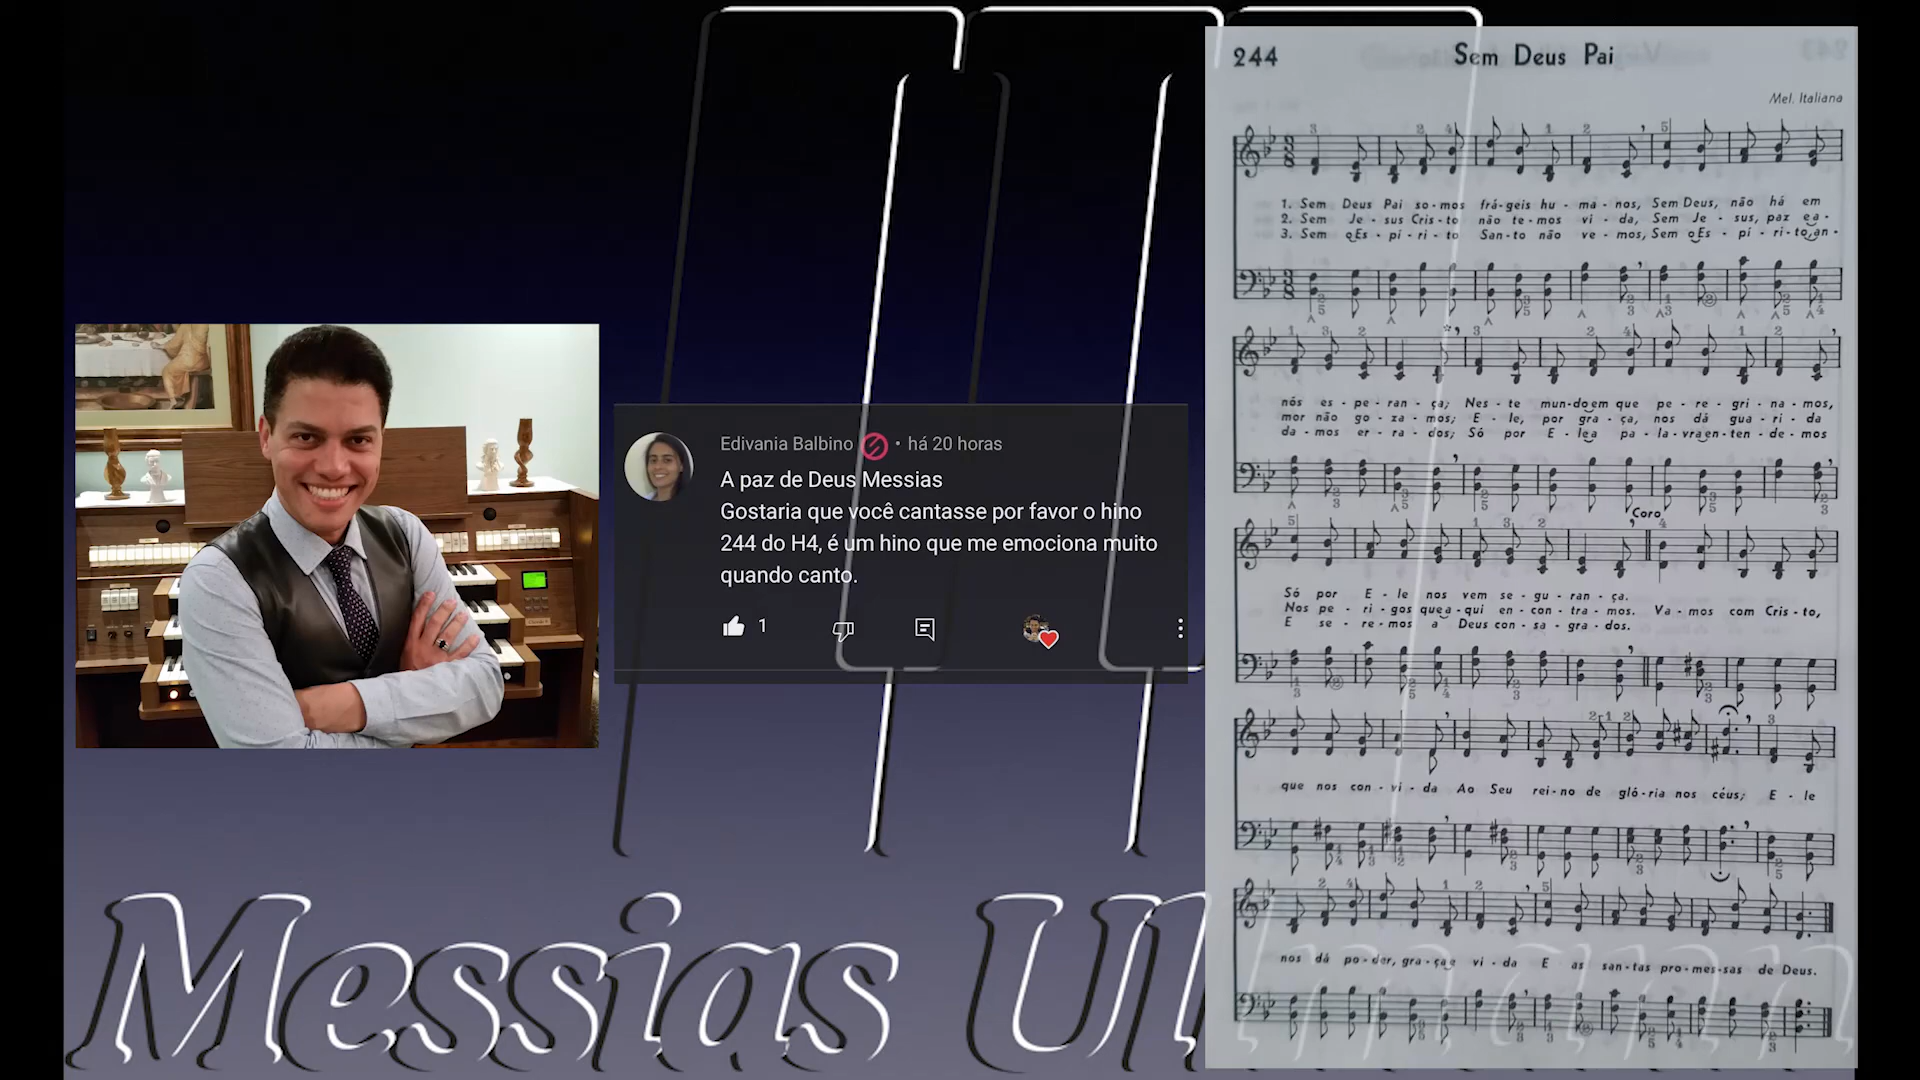 Edivania Balbino • há 20 horas
A paz de Deus Messias
Gostaria que você cantasse por favor o hino
244 do H4, é um hino que me emociona muito
quando canto.
1
Messias Ullmann
244 Sem Deus Pai
Mel. Italiana
1. Sem Deus Pai so-mos frá-geis hu-ma-nos, Sem Deus, não há em
2. Sem Je-sus Cris-to não te-mos vi-da, Sem Je-sus, paz e a-
3. Sem o Es-pí-ri-to San-to não ve-mos, Sem o Es-pí-ri-to, an-
nós es-pe-ran-ça; Nes-te mun-do em que pe-re-gri-na-mos,
mor não go-za-mos; E-le, por gra-ça, nos dá gua-ri-da
da-mos er-ra-dos; Só por E-le a pa-la-vra en-ten-de-mos
Coro
Só por E-le nos vem se-gu-ran-ça.
Nos pe-ri-gos que a-qui en-con-tra-mos. Va-mos com Cris-to,
E se-re-mos a Deus con-sa-gra-dos.
que nos con-vi-da Ao Seu rei-no de gló-ria nos céus; E-le
nos dá po-der, gra-ça e vi-da E as san-tas pro-mes-sas de Deus.